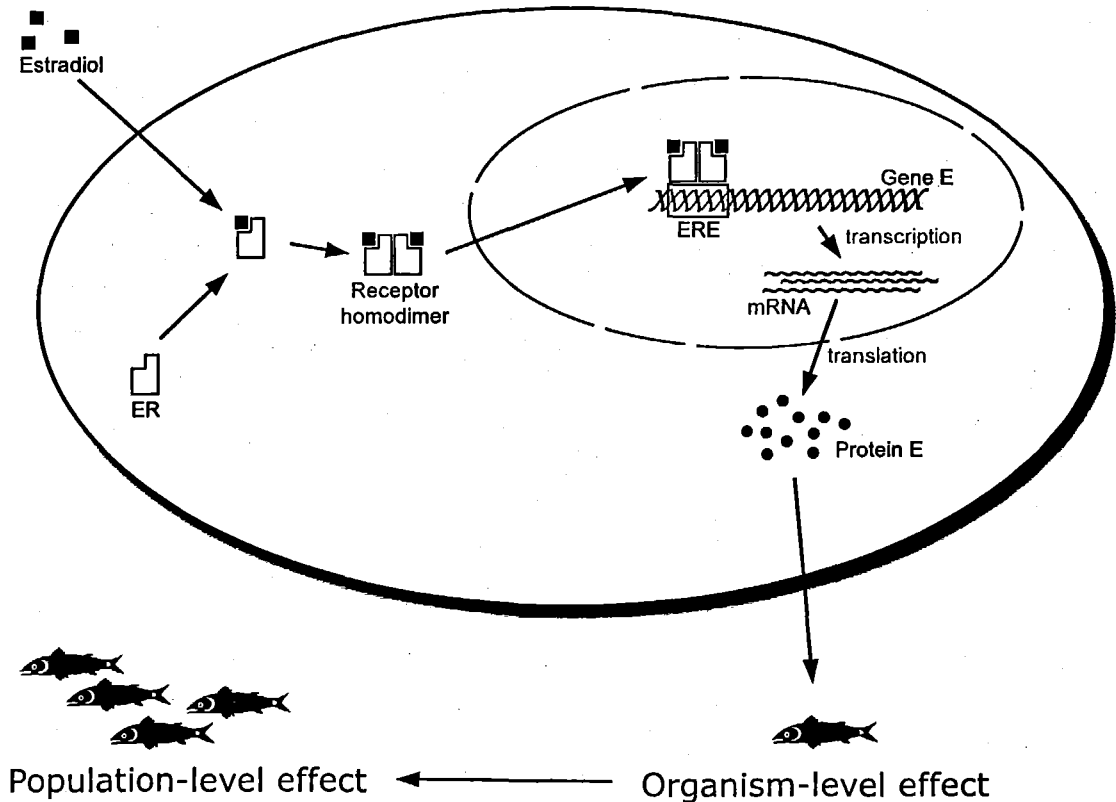 Estradiol
Gene E
ERE
transcription
Receptor
homodimer
mRNA
translation
ER
Protein E
Population-level effect
Organism-level effect